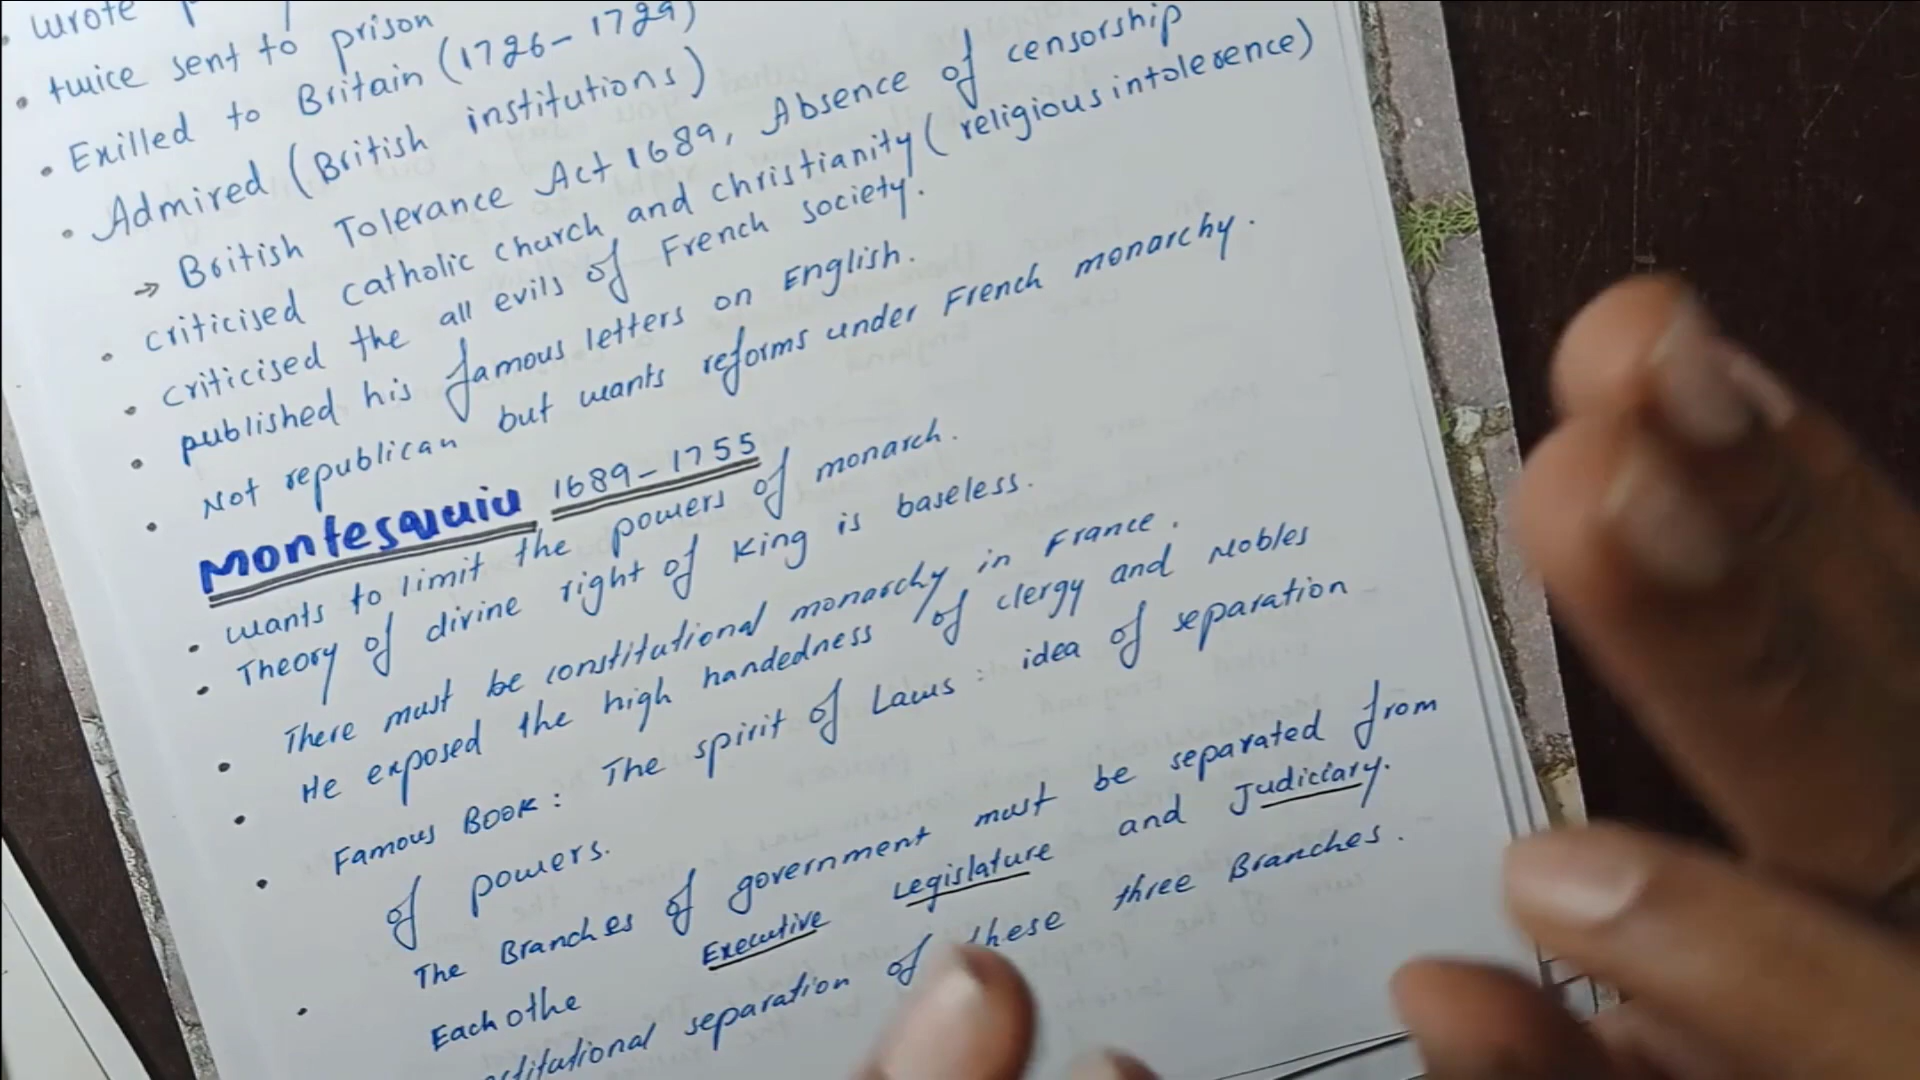 wrote
twice sent to prison
Exilled to Britain (1726-1729)
Admired (British institutions)
→ British Tolerance Act 1689, Absence of censorship
criticised catholic church and christianity (religious intolerence)
criticised the all evils of French society.
published his famous letters on English.
Not republican but wants reforms under French monarchy.
Montesquiu 1689-1755
wants to limit the powers of monarch.
Theory of divine right of King is baseless.
There must be constitutional monarchy in France.
He exposed the high handedness of clergy and Nobles
Famous Book: The spirit of Laws: idea of separation
of powers.
The Branches of government must be separated from
Each othe Executive Legislature and Judiciary.
separation of these three Branches.